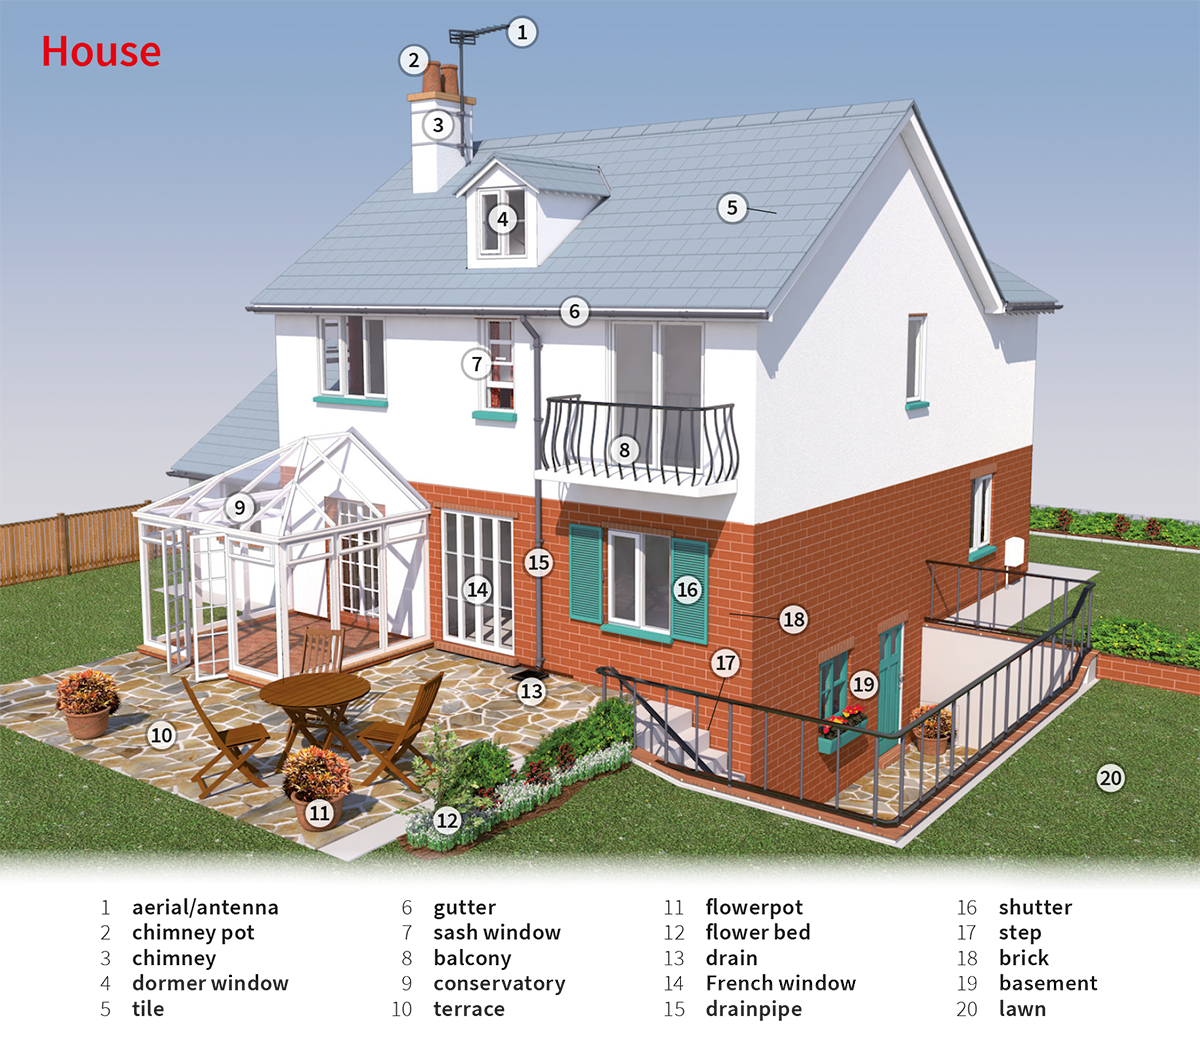 House
1
2
3
4
5
6
7
8
9
10
11
12
13
14
15
16
17
18
19
20
1 aerial/antenna
2 chimney pot
3 chimney
4 dormer window
5 tile
6 gutter
7 sash window
8 balcony
9 conservatory
10 terrace
11 flowerpot
12 flower bed
13 drain
14 French window
15 drainpipe
16 shutter
17 step
18 brick
19 basement
20 lawn